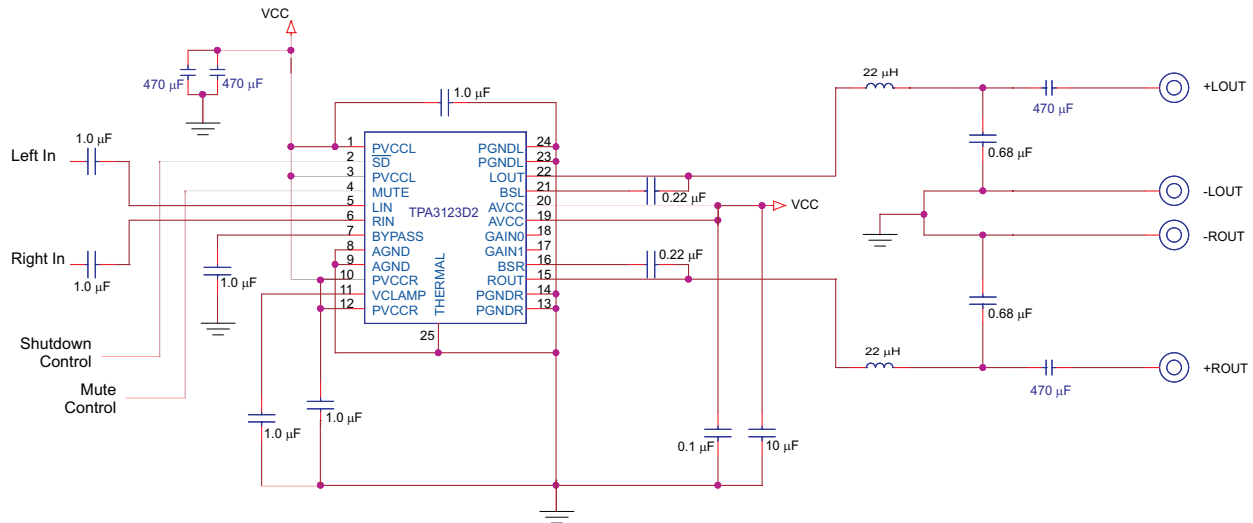 VCC
470 μF 470 μF
1.0 μF
22 μH
+LOUT
470 μF
1.0 μF
Left In
1 PVCCL PGNDL 24
2 SD PGNDL 23
3 PVCCL LOUT 22
4 MUTE BSL 21
5 LIN AVCC 20
6 RIN AVCC 19
7 BYPASS GAIN0 18
8 AGND GAIN1 17
9 AGND BSR 16
10 PVCCR ROUT 15
11 VCLAMP PGNDR 14
12 PVCCR PGNDR 13
TPA3123D2
THERMAL
25
0.68 μF
0.22 μF
-LOUT
VCC
-ROUT
Right In
0.22 μF
1.0 μF
1.0 μF
0.68 μF
Shutdown
Control
22 μH
+ROUT
470 μF
Mute
Control
1.0 μF
1.0 μF
0.1 μF
10 μF